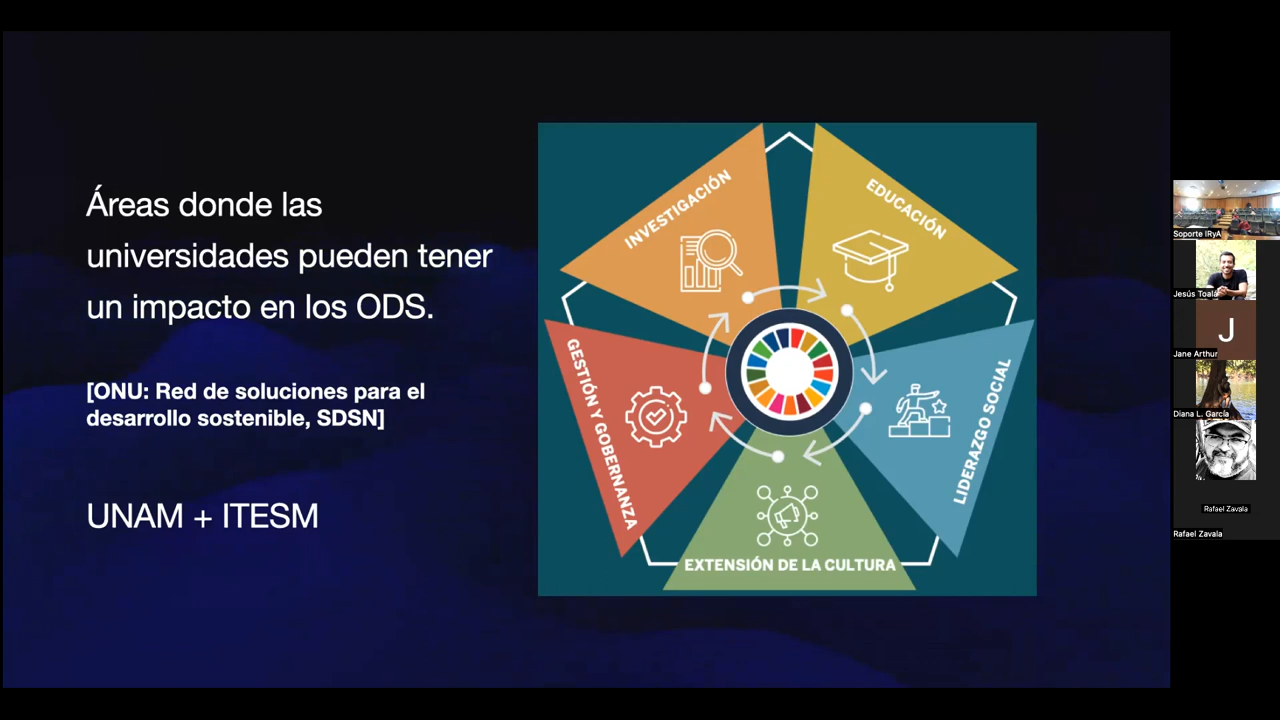 Áreas donde las
universidades pueden tener
un impacto en los ODS.
[ONU: Red de soluciones para el
desarrollo sostenible, SDSN]
UNAM + ITESM
INVESTIGACIÓN
EDUCACIÓN
GESTIÓN Y GOBERNANZA
LIDERAZGO SOCIAL
EXTENSIÓN DE LA CULTURA
Soporte IRyA
Jesús Toalá
J
Jane Arthur
Diana L. García
Rafael Zavala
Rafael Zavala